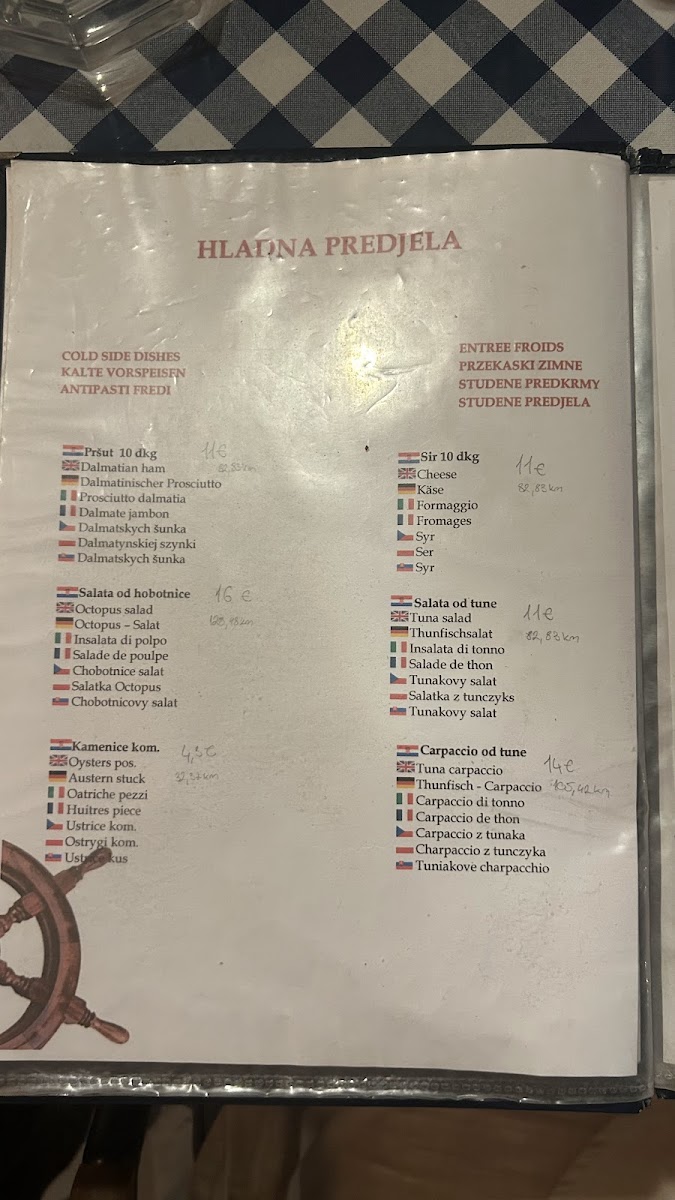 HLADNA PREDJELA
COLD SIDE DISHES
KALTE VORSPEISEN
ANTIPASTI FREDI
ENTREE FROIDS
PRZEKASKI ZIMNE
STUDENE PREDKRMY
STUDENE PREDJELA
Pršut 10 dkg 11€
Dalmatian ham 82,83km
Dalmatinischer Prosciutto
Prosciutto dalmatia
Dalmate jambon
Dalmatskych šunka
Dalmatynskiej szynki
Dalmatskych šunka
Salata od hobotnice 16 €
Octopus salad
Octopus – Salat
Insalata di polpo
Salade de poulpe
Chobotnice salat
Salatka Octopus
Chobotnicovy salat
Kamenice kom.
Oysters pos.
Austern stuck
Oatriche pezzi
Huitres piece
Ustrice kom.
Ostrygi kom.
Ustrice kus
Sir 10 dkg 11€
Cheese
Käse 82,83km
Formaggio
Fromages
Syr
Ser
Syr
Salata od tune 11€
Tuna salad
Thunfischsalat 82,83km
Insalata di tonno
Salade de thon
Tunakovy salat
Salatka z tunczyks
Tunakovy salat
Carpaccio od tune 14€
Tuna carpaccio
Thunfisch - Carpaccio 105,42km
Carpaccio di tonno
Carpaccio de thon
Carpaccio z tunaka
Charpaccio z tunczyka
Tuniakove charpacchio